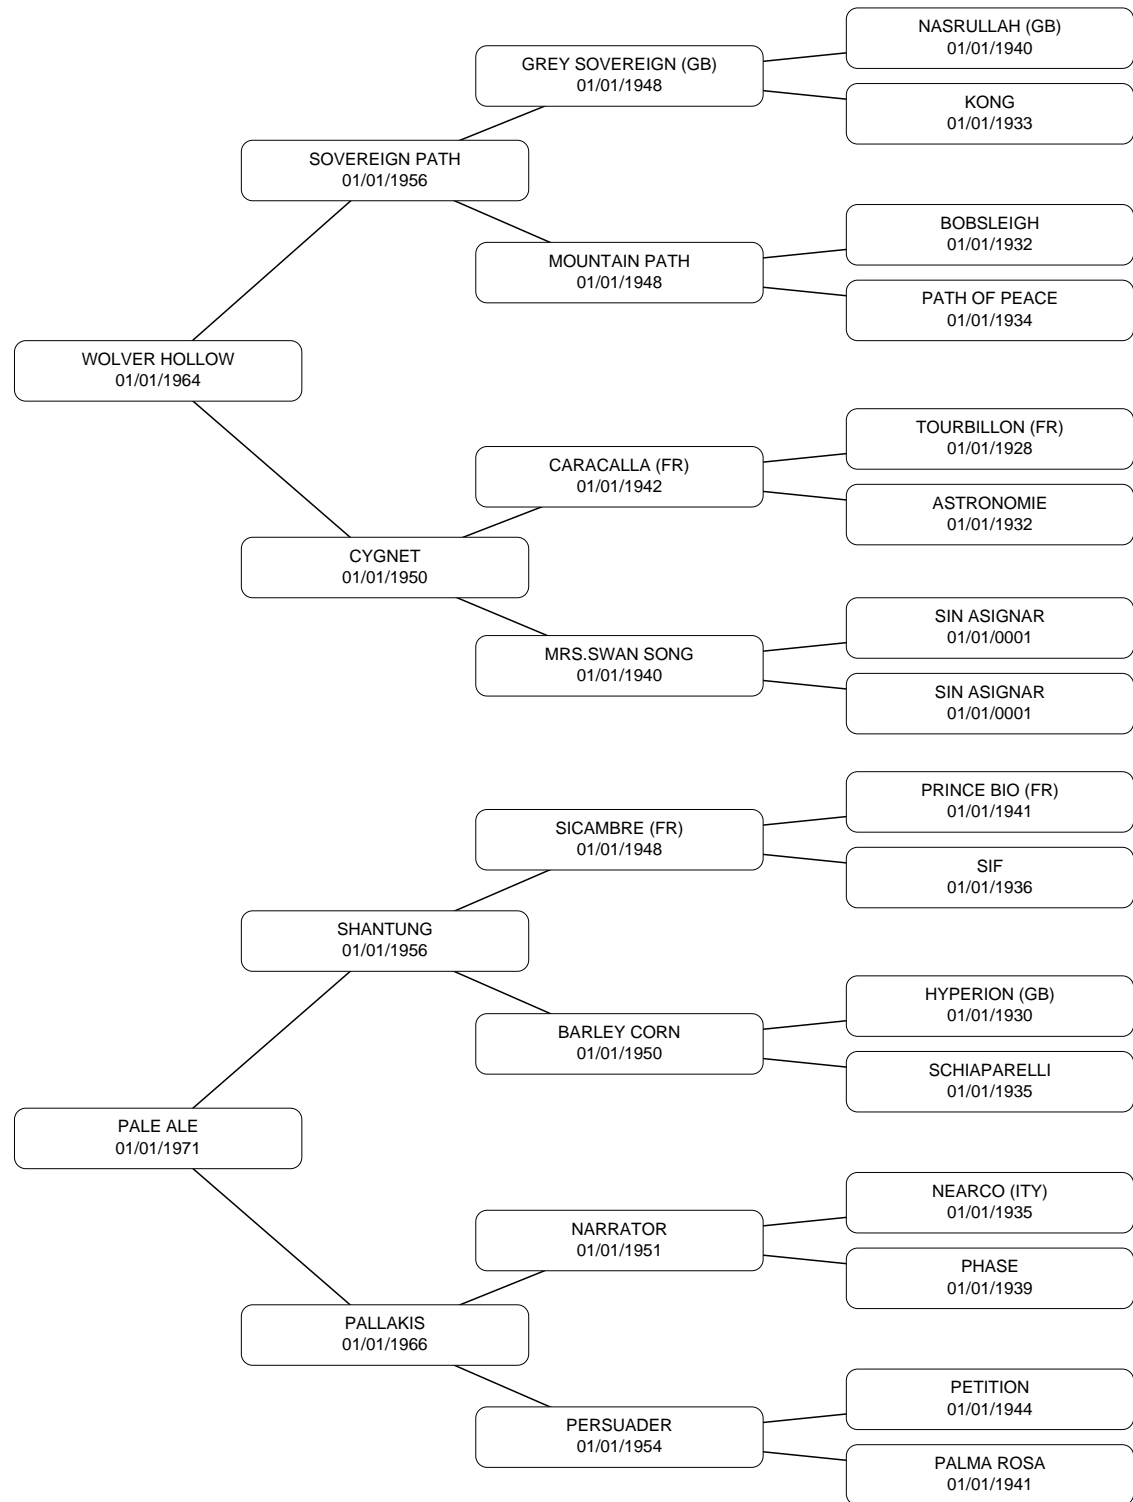 NASRULLAH (GB)
01/01/1940
GREY SOVEREIGN (GB)
01/01/1948
KONG
01/01/1933
SOVEREIGN PATH
01/01/1956
BOBSLEIGH
01/01/1932
MOUNTAIN PATH
01/01/1948
PATH OF PEACE
01/01/1934
WOLVER HOLLOW
01/01/1964
TOURBILLON (FR)
01/01/1928
CARACALLA (FR)
01/01/1942
ASTRONOMIE
01/01/1932
CYGNET
01/01/1950
SIN ASIGNAR
01/01/0001
MRS.SWAN SONG
01/01/1940
SIN ASIGNAR
01/01/0001
PRINCE BIO (FR)
01/01/1941
SICAMBRE (FR)
01/01/1948
SIF
01/01/1936
SHANTUNG
01/01/1956
HYPERION (GB)
01/01/1930
BARLEY CORN
01/01/1950
SCHIAPARELLI
01/01/1935
PALE ALE
01/01/1971
NEARCO (ITY)
01/01/1935
NARRATOR
01/01/1951
PHASE
01/01/1939
PALLAKIS
01/01/1966
PETITION
01/01/1944
PERSUADER
01/01/1954
PALMA ROSA
01/01/1941